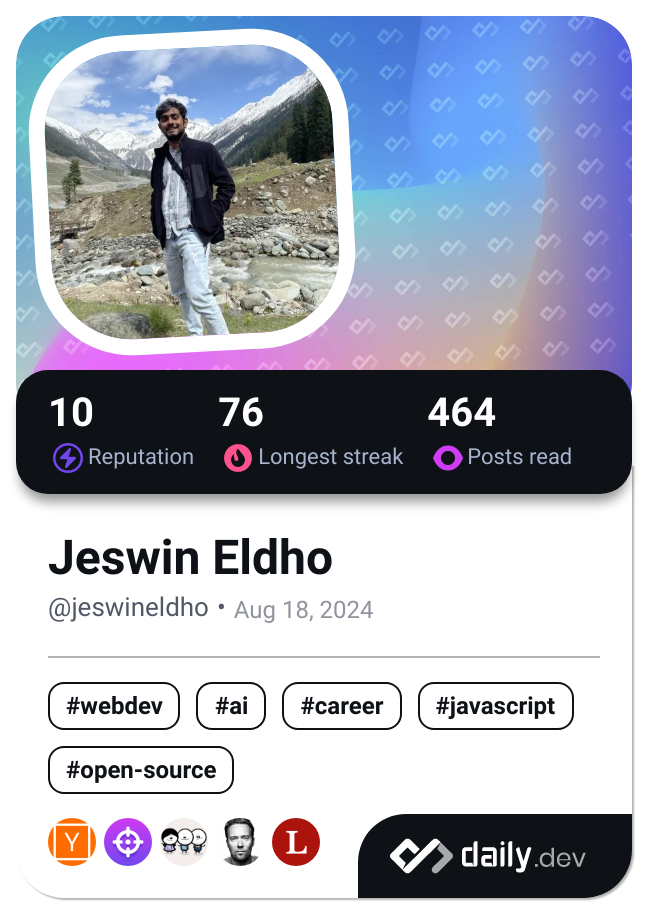 10 76 464
Reputation Longest streak Posts read
Jeswin Eldho
@jeswineldho • Aug 18, 2024
#webdev #ai #career #javascript
#open-source
Y L
daily.dev